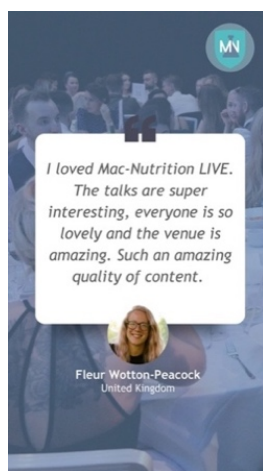 MN
I loved Mac-Nutrition LIVE.
The talks are super
interesting, everyone is so
lovely and the venue is
amazing. Such an amazing
quality of content.
Fleur Wotton-Peacock
United Kingdom